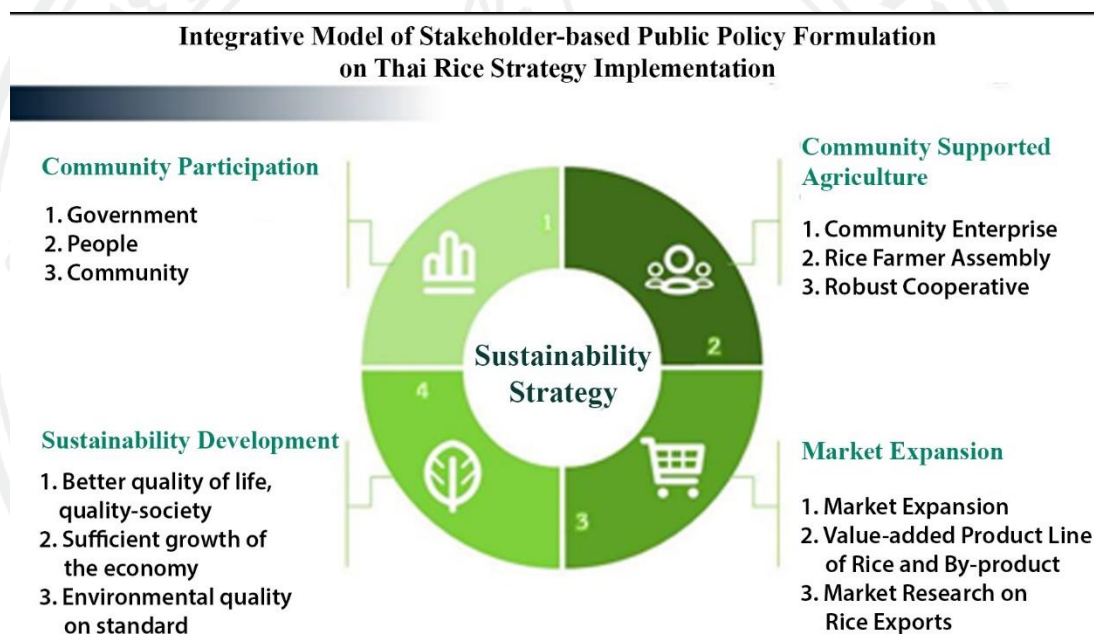 Integrative Model of Stakeholder-based Public Policy Formulation
on Thai Rice Strategy Implementation
Community Participation
1. Government
2. People
3. Community
Community Supported
Agriculture
1. Community Enterprise
2. Rice Farmer Assembly
3. Robust Cooperative
1
2
Sustainability
Strategy
4
3
Sustainability Development
1. Better quality of life,
quality-society
2. Sufficient growth of
the economy
3. Environmental quality
on standard
Market Expansion
1. Market Expansion
2. Value-added Product Line
of Rice and By-product
3. Market Research on
Rice Exports